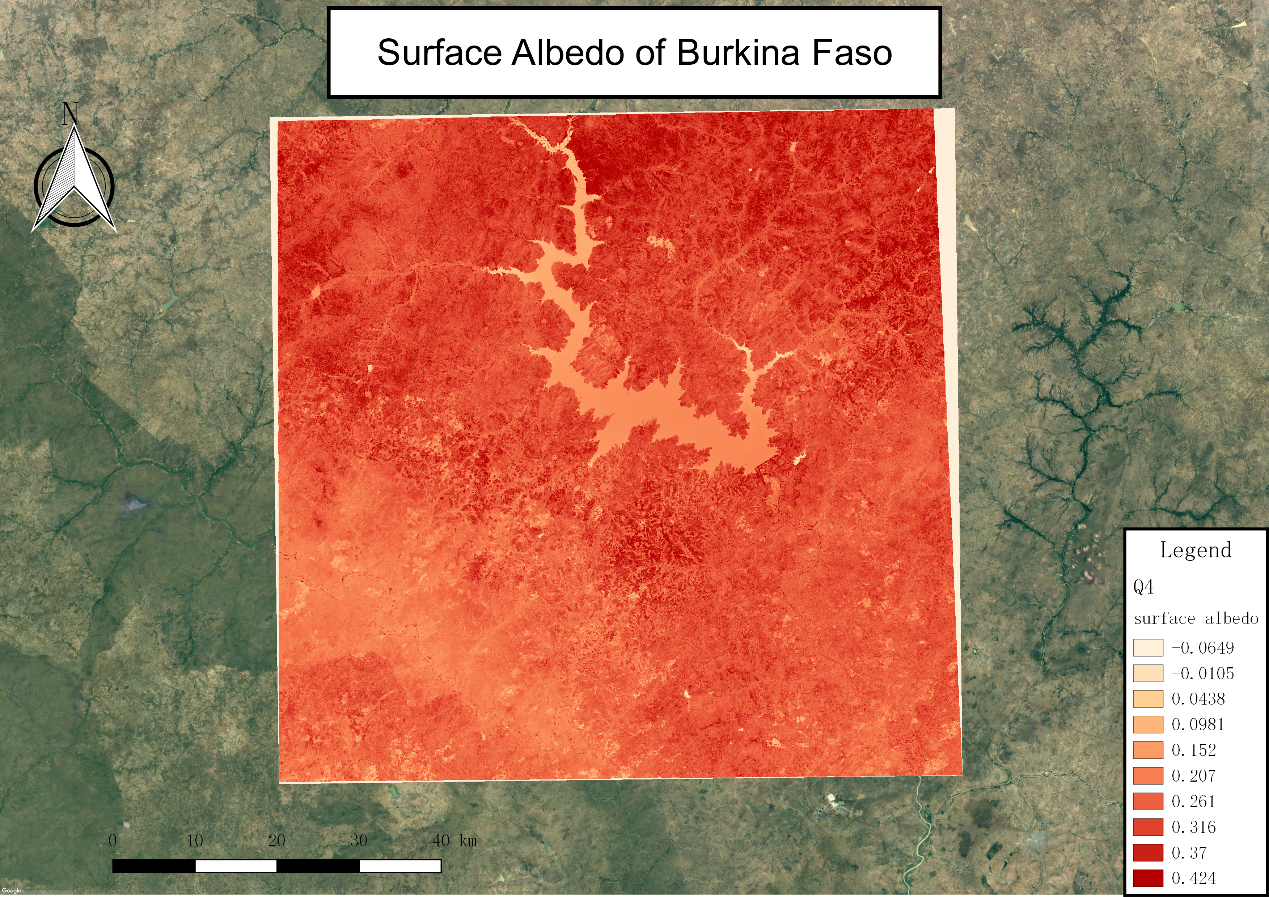 Surface Albedo of Burkina Faso
N
Legend
Q4
surface albedo
-0.0649
-0.0105
0.0438
0.0981
0.152
0.207
0.261
0.316
0.37
0.424
0 10 20 30 40 km
Google